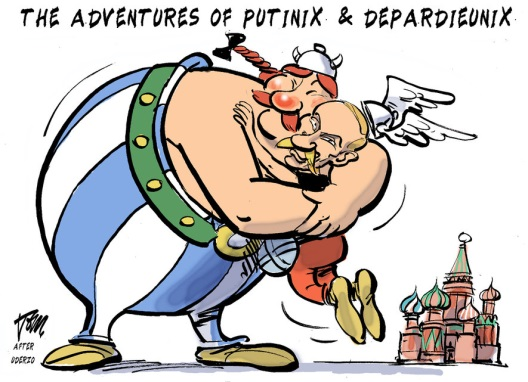 THE ADVENTURES OF PUTINIX & DEPARDIEUNIX
AFTER
UDERZO